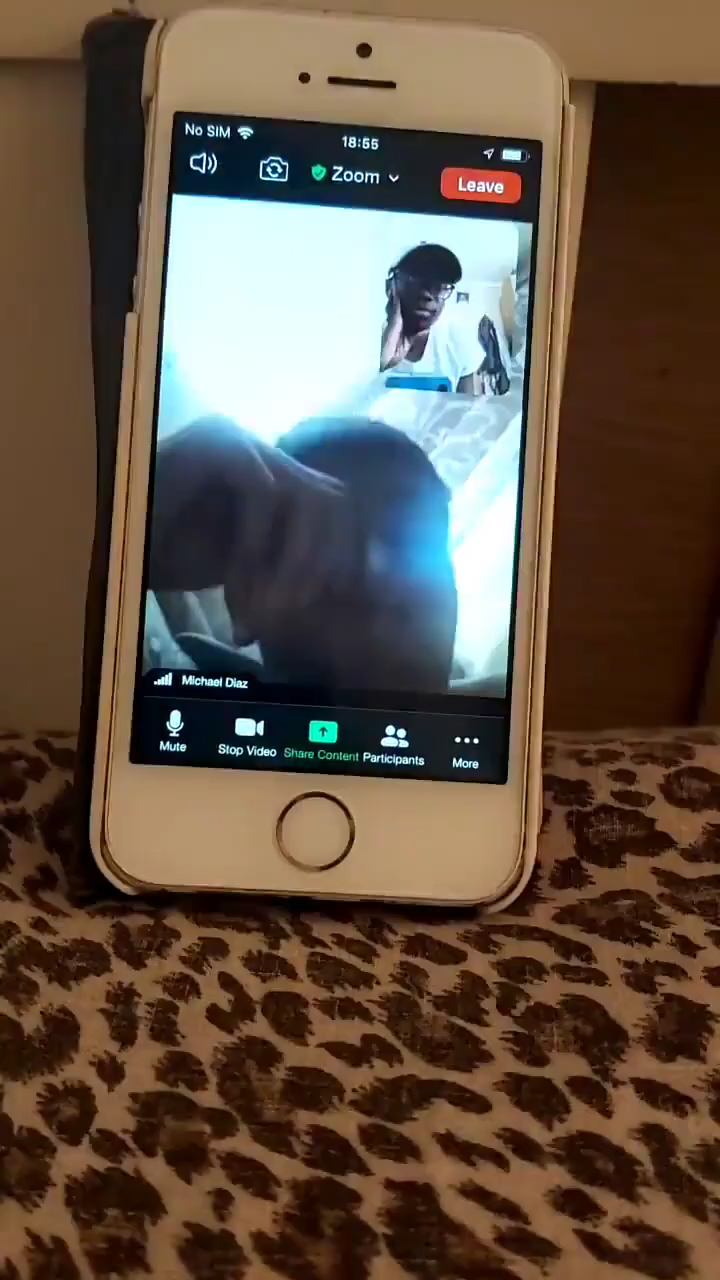 No SIM 18:55
Zoom Leave
Michael Diaz
Mute Stop Video Share Content Participants More